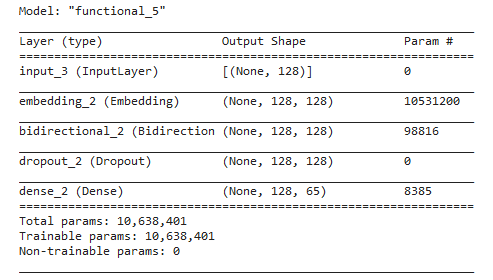 Model: "functional_5"
Layer (type) Output Shape Param #
input_3 (InputLayer) [(None, 128)] 0
embedding_2 (Embedding) (None, 128, 128) 10531200
bidirectional_2 (Bidirection (None, 128, 128) 98816
dropout_2 (Dropout) (None, 128, 128) 0
dense_2 (Dense) (None, 128, 65) 8385
Total params: 10,638,401
Trainable params: 10,638,401
Non-trainable params: 0